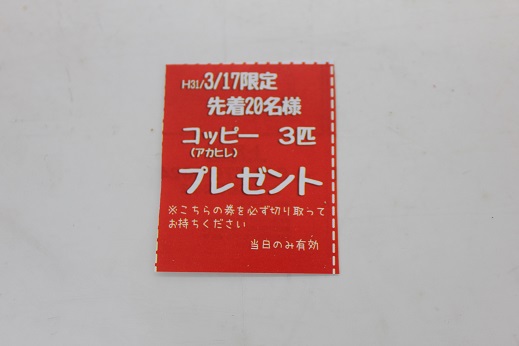 H31/3/17限定
先着20名様
コッピー 3匹
(アカヒレ)
プレゼント
※こちらの券を必ず切り取って
お持ちください
当日のみ有効